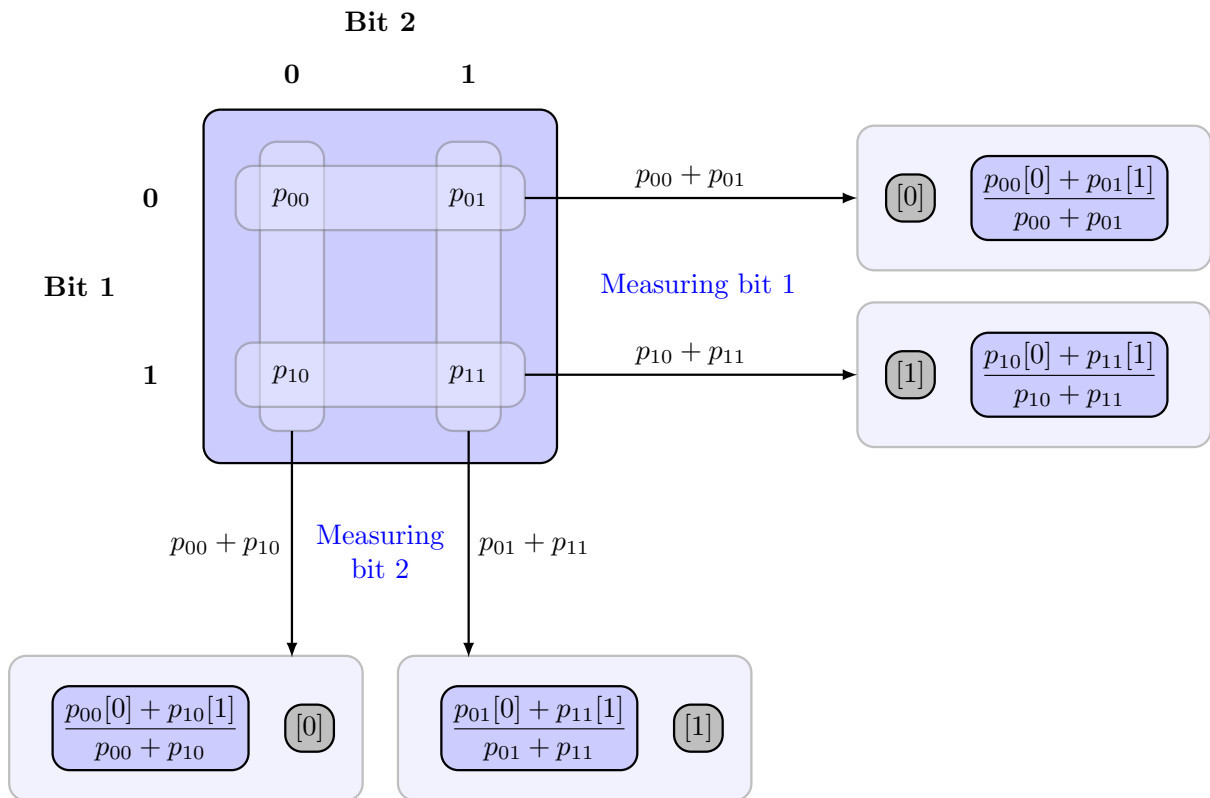 Bit 2
0 1
0 p₀₀ p₀₁ p₀₀ + p₀₁ [0] (p₀₀[0] + p₀₁[1]) / (p₀₀ + p₀₁)
Bit 1 Measuring bit 1
1 p₁₀ p₁₁ p₁₀ + p₁₁ [1] (p₁₀[0] + p₁₁[1]) / (p₁₀ + p₁₁)
p₀₀ + p₁₀ Measuring p₀₁ + p₁₁
bit 2
(p₀₀[0] + p₁₀[1]) / (p₀₀ + p₁₀) [0] (p₀₁[0] + p₁₁[1]) / (p₀₁ + p₁₁) [1]